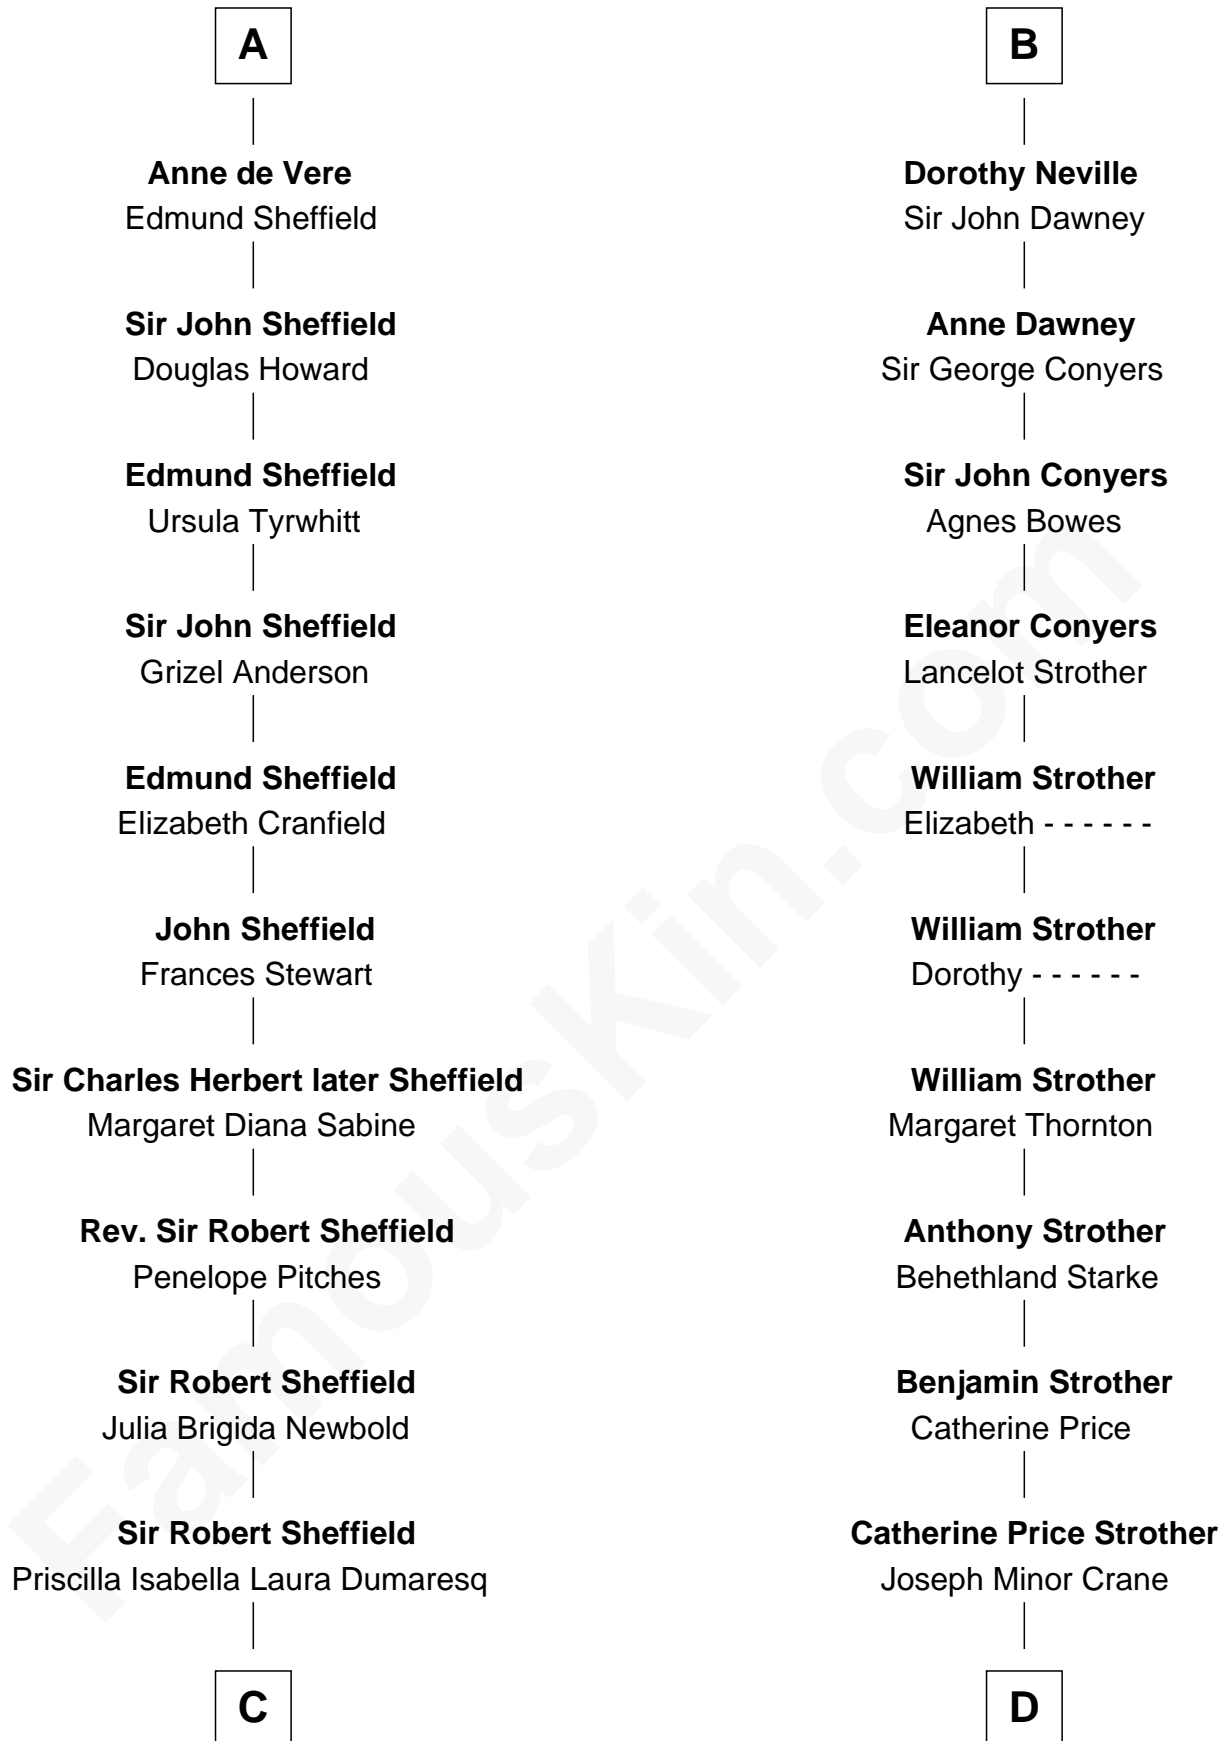 A
Anne de Vere
Edmund Sheffield
Sir John Sheffield
Douglas Howard
Edmund Sheffield
Ursula Tyrwhitt
Sir John Sheffield
Grizel Anderson
Edmund Sheffield
Elizabeth Cranfield
John Sheffield
Frances Stewart
Sir Charles Herbert later Sheffield
Margaret Diana Sabine
Rev. Sir Robert Sheffield
Penelope Pitches
Sir Robert Sheffield
Julia Brigida Newbold
Sir Robert Sheffield
Priscilla Isabella Laura Dumaresq
C
B
Dorothy Neville
Sir John Dawney
Anne Dawney
Sir George Conyers
Sir John Conyers
Agnes Bowes
Eleanor Conyers
Lancelot Strother
William Strother
Elizabeth - - - - - -
William Strother
Dorothy - - - - - -
William Strother
Margaret Thornton
Anthony Strother
Behethland Starke
Benjamin Strother
Catherine Price
Catherine Price Strother
Joseph Minor Crane
D
FamousKin.com